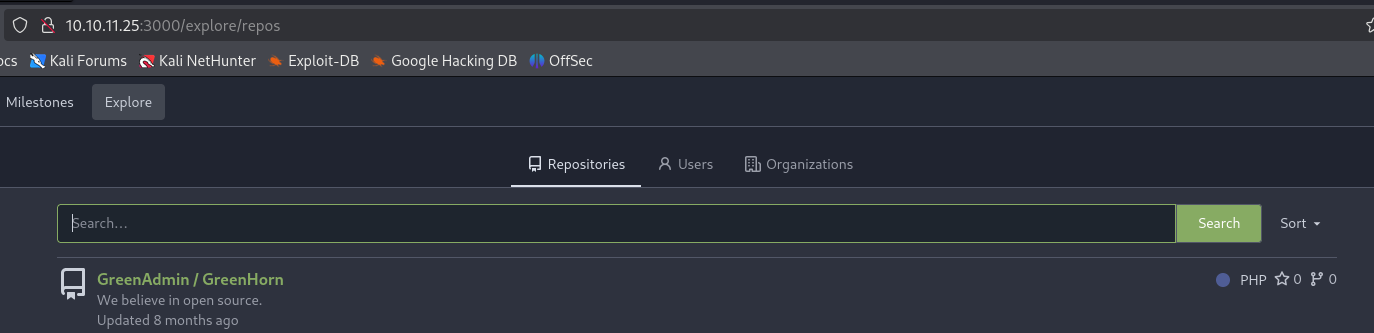 10.10.11.25:3000/explore/repos
ocs Kali Forums Kali NetHunter Exploit-DB Google Hacking DB OffSec
Milestones Explore
Repositories Users Organizations
Search... Search Sort
GreenAdmin / GreenHorn PHP 0 0
We believe in open source.
Updated 8 months ago